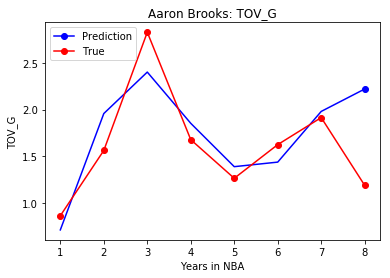 Aaron Brooks: TOV_G
Prediction
True
TOV_G
2.5
2.0
1.5
1.0
1 2 3 4 5 6 7 8
Years in NBA